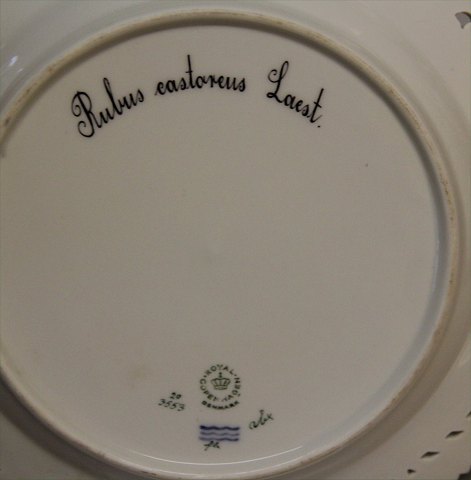 Rubus castoreus Laest.
ROYAL
COPENHAGEN
DENMARK
20
3553